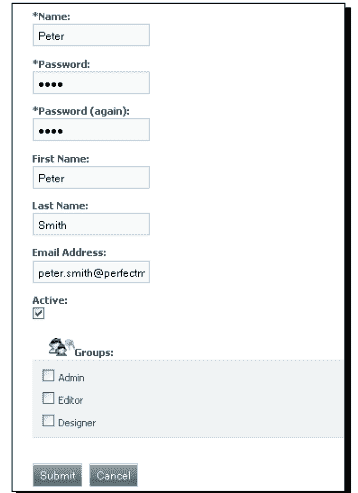 *Name:
Peter
*Password:
••••
*Password (again):
••••
First Name:
Peter
Last Name:
Smith
Email Address:
peter.smith@perfectm
Active:
Groups:
Admin
Editor
Designer
Submit Cancel